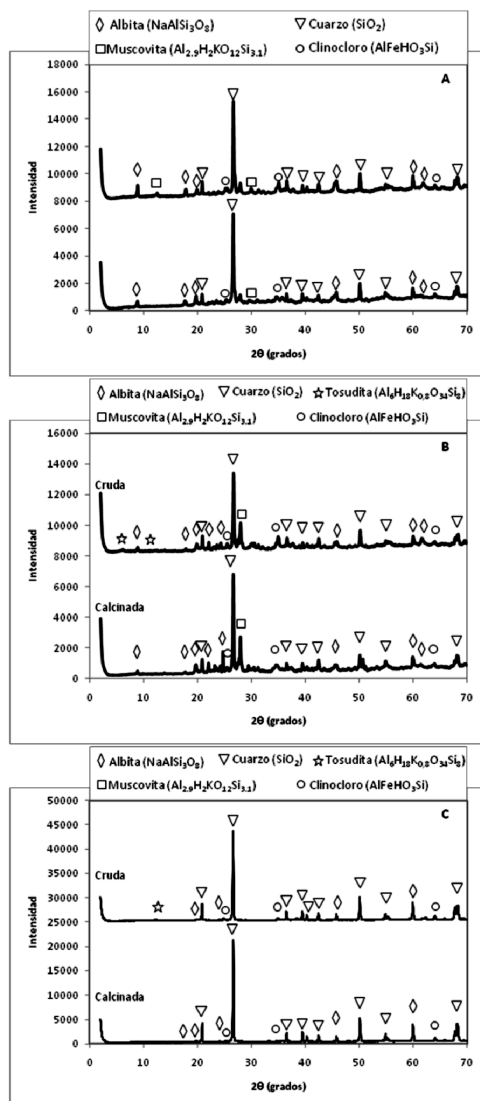 Albita (NaAlSi3O8) Cuarzo (SiO2)
Muscovita (Al2.9H2KO12Si3.1) Clinocloro (AlFeHO3Si)
A
18000
16000
14000
12000
10000
8000
6000
4000
2000
0
Intensidad
0 10 20 30 40 50 60 70
2Θ (grados)
Albita (NaAlSi3O8) Cuarzo (SiO2) Tosudita (Al6H18K0,8O34Si8)
Muscovita (Al2.9H2KO12Si3.1) Clinocloro (AlFeHO3Si)
B
16000
14000
12000
10000
8000
6000
4000
2000
0
Intensidad
Cruda
Calcinada
0 10 20 30 40 50 60 70
2Θ (grados)
Albita (NaAlSi3O8) Cuarzo (SiO2) Tosudita (Al6H18K0,8O34Si8)
Muscovita (Al2.9H2KO12Si3.1) Clinocloro (AlFeHO3Si)
C
50000
45000
40000
35000
30000
25000
20000
15000
10000
5000
0
Intensidad
Cruda
Calcinada
0 10 20 30 40 50 60 70
2Θ (grados)